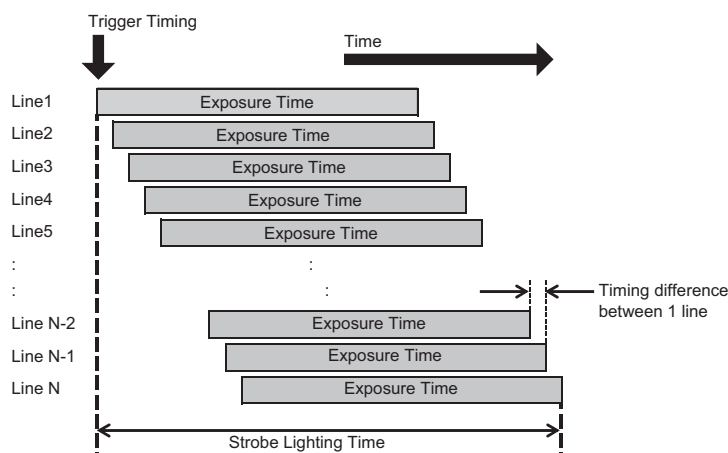 Trigger Timing
Time
Line1 Exposure Time
Line2 Exposure Time
Line3 Exposure Time
Line4 Exposure Time
Line5 Exposure Time
: :
: :
Timing difference
between 1 line
Line N-2 Exposure Time
Line N-1 Exposure Time
Line N Exposure Time
Strobe Lighting Time